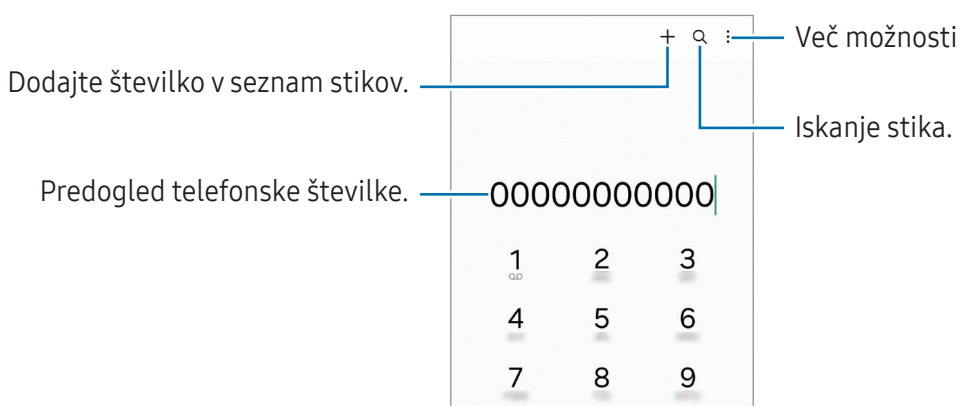 Več možnosti
Dodajte številko v seznam stikov.
Iskanje stika.
Predogled telefonske številke.
00000000000
1 2 3
4 5 6
7 8 9